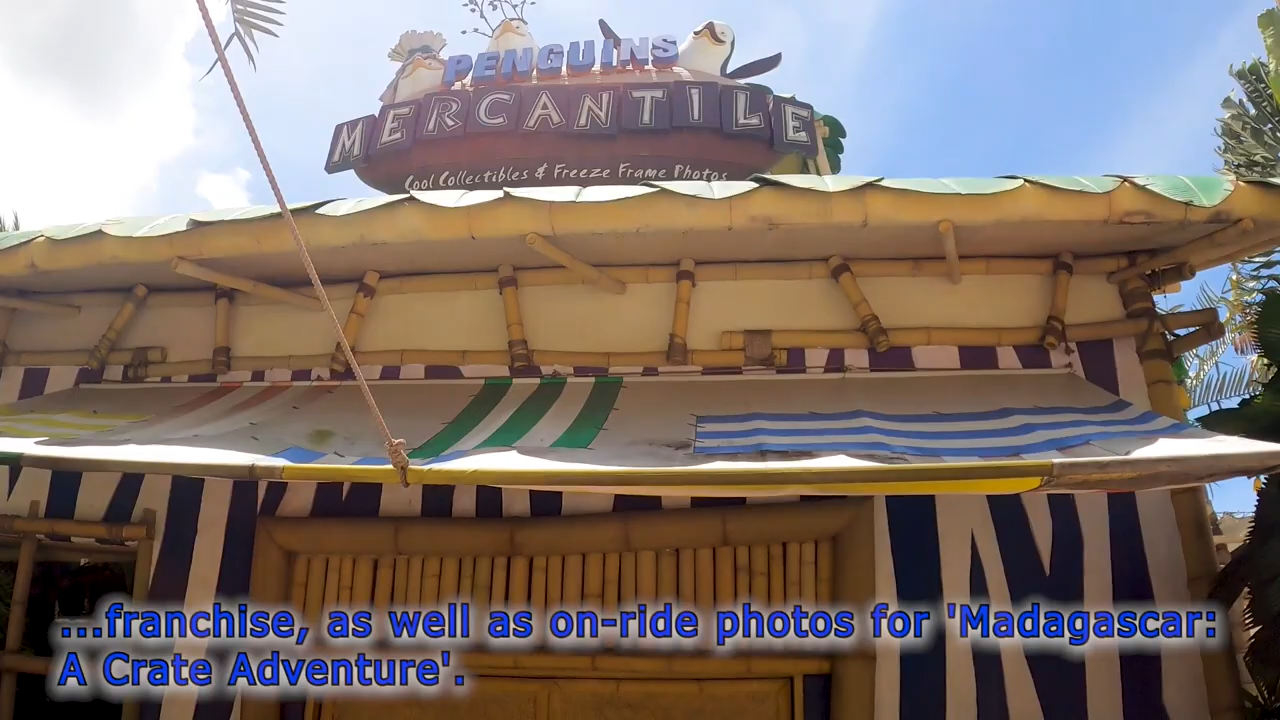 PENGUINS
MERCANTILE
Cool Collectibles & Freeze Frame Photos
...franchise, as well as on-ride photos for 'Madagascar:
A Crate Adventure'.